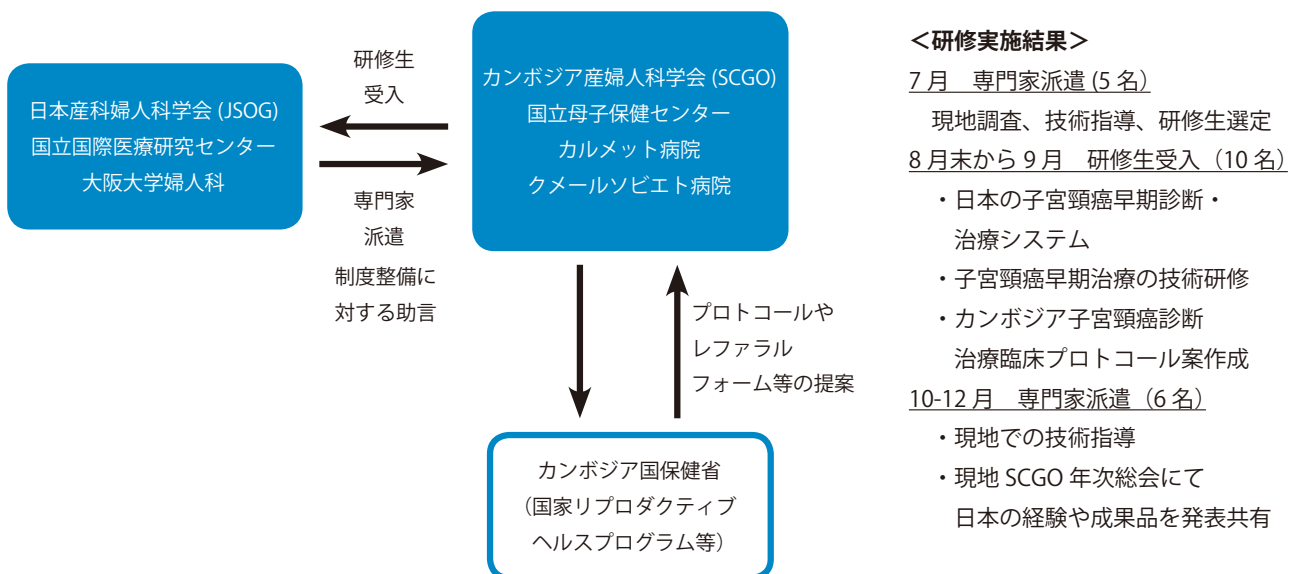 日本産科婦人科学会 (JSOG)
国立国際医療研究センター
大阪大学婦人科
研修生
受入
専門家
派遣
制度整備に
対する助言
カンボジア産婦人科学会 (SCGO)
国立母子保健センター
カルメット病院
クメールソビエト病院
プロトコールや
レファラル
フォーム等の提案
カンボジア国保健省
（国家リプロダクティブ
ヘルスプログラム等）
＜研修実施結果＞
7 月　専門家派遣 (5 名）
現地調査、技術指導、研修生選定
8 月末から 9 月　研修生受入（10 名）
・日本の子宮頸癌早期診断・
治療システム
・子宮頸癌早期治療の技術研修
・カンボジア子宮頸癌診断
治療臨床プロトコール案作成
10-12 月　専門家派遣（6 名）
・現地での技術指導
・現地 SCGO 年次総会にて
日本の経験や成果品を発表共有